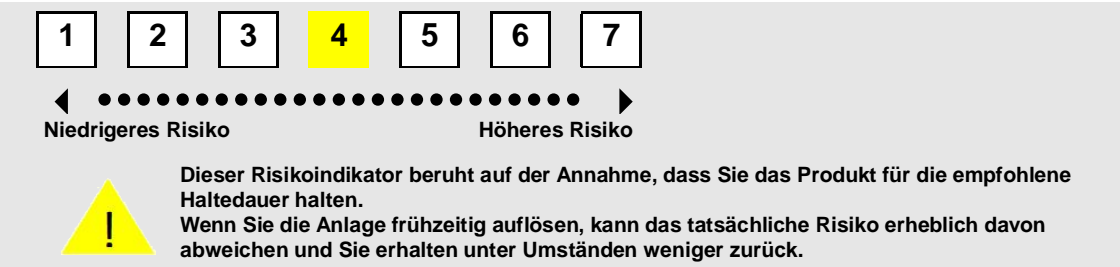 1 2 3 4 5 6 7
Niedrigeres Risiko Höheres Risiko
Dieser Risikoindikator beruht auf der Annahme, dass Sie das Produkt für die empfohlene
Haltedauer halten.
Wenn Sie die Anlage frühzeitig auflösen, kann das tatsächliche Risiko erheblich davon
abweichen und Sie erhalten unter Umständen weniger zurück.
!